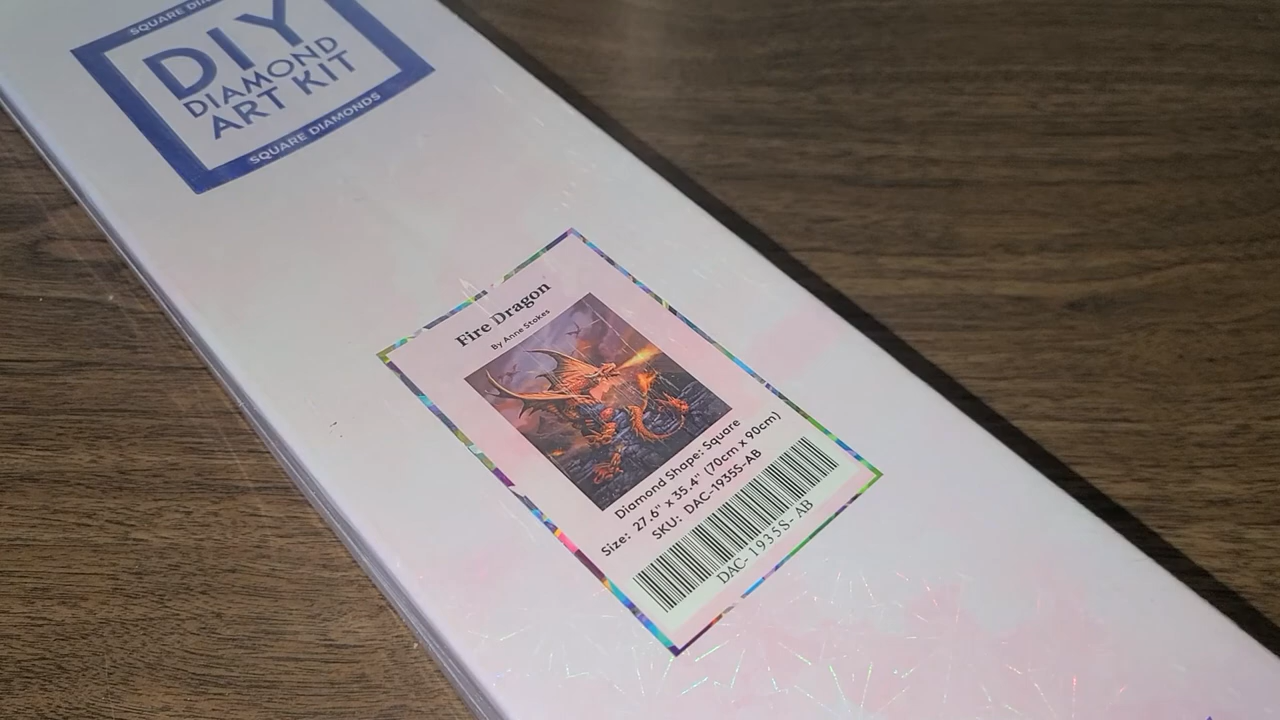 SQUARE
DIY
DIAMOND
ART KIT
SQUARE DIAMONDS
Fire Dragon
By Anne Stokes
Diamond Shape: Square
Size: 27.6" x 35.4" (70cm x 90cm)
SKU: DAC-1935S-AB
DAC- 1935S- AB